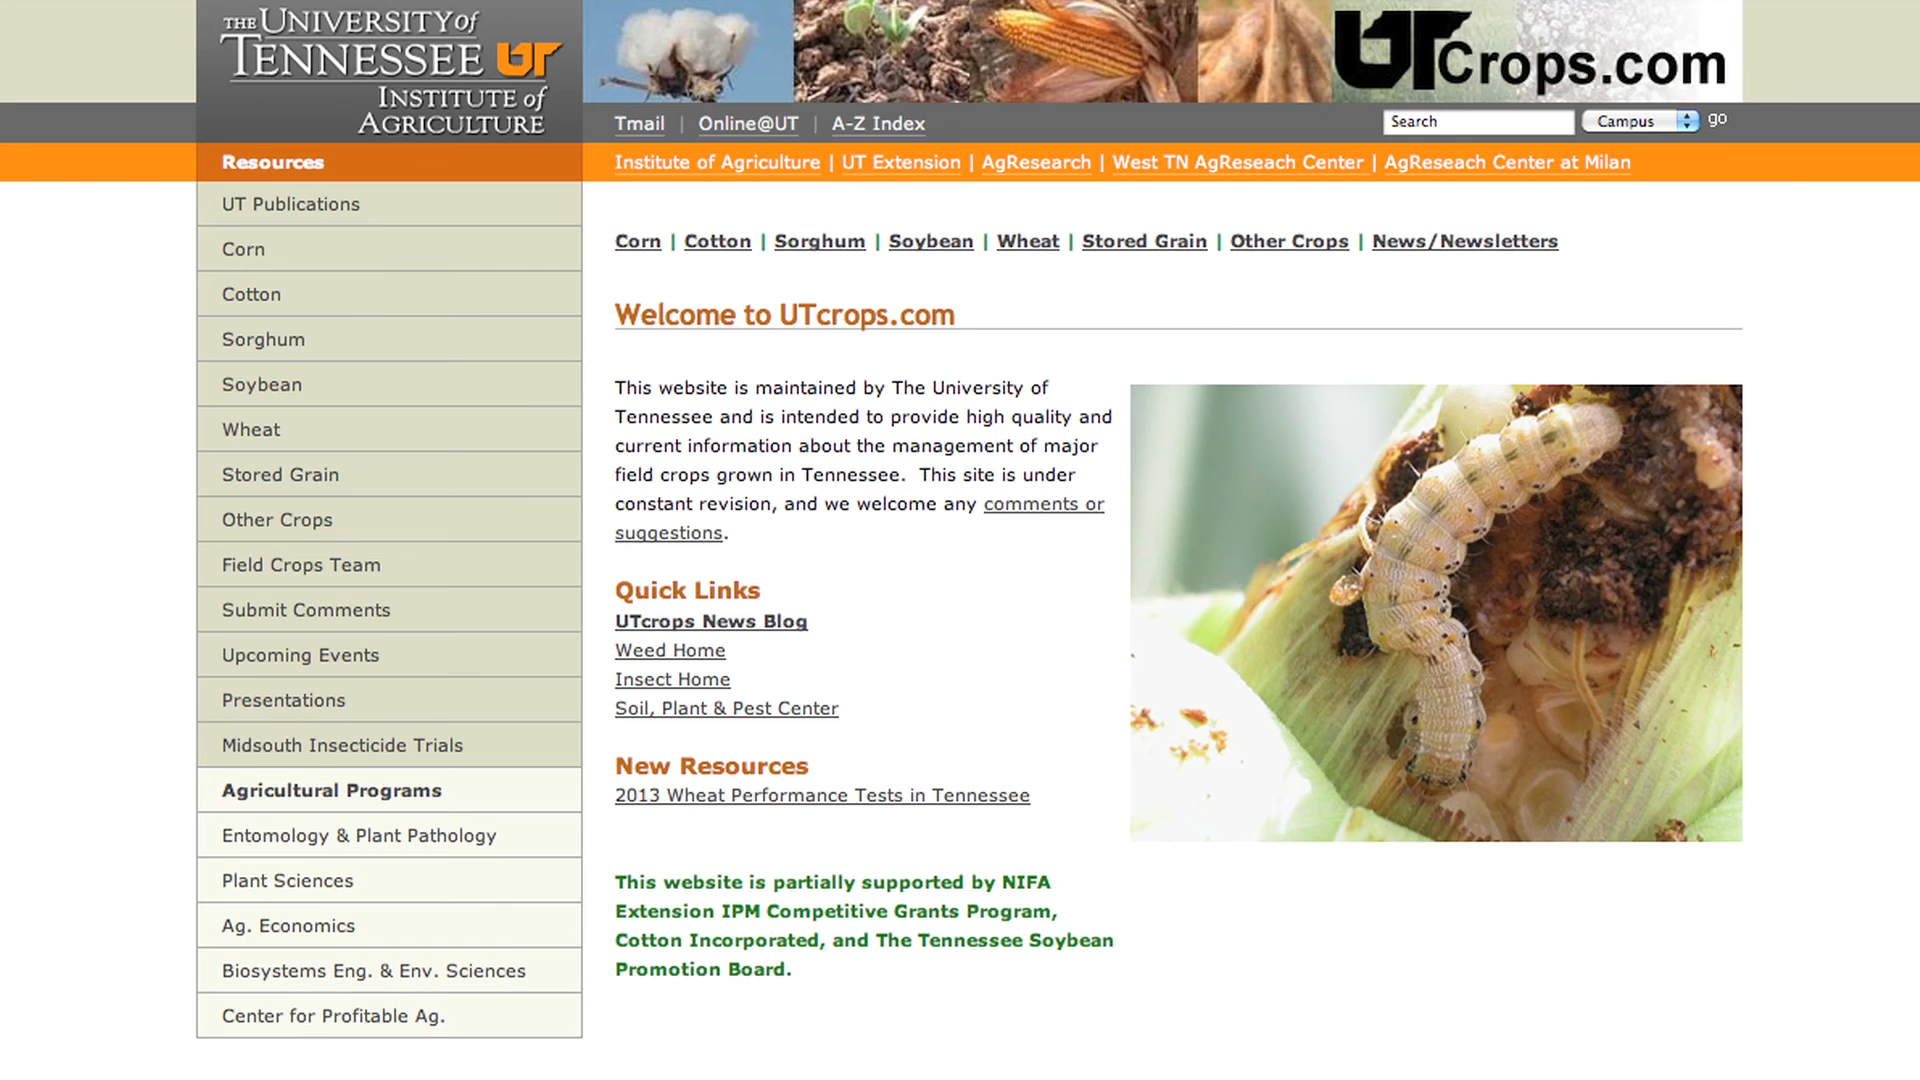 THE UNIVERSITY of
TENNESSEE UT
INSTITUTE of
AGRICULTURE
UTCrops.com
Tmail | Online@UT | A-Z Index
Search
Campus
go
Resources
Institute of Agriculture | UT Extension | AgResearch | West TN AgReseach Center | AgReseach Center at Milan
UT Publications
Corn
Cotton
Sorghum
Soybean
Wheat
Stored Grain
Other Crops
Field Crops Team
Submit Comments
Upcoming Events
Presentations
Midsouth Insecticide Trials
Agricultural Programs
Entomology & Plant Pathology
Plant Sciences
Ag. Economics
Biosystems Eng. & Env. Sciences
Center for Profitable Ag.
Corn | Cotton | Sorghum | Soybean | Wheat | Stored Grain | Other Crops | News/Newsletters
Welcome to UTcrops.com
This website is maintained by The University of
Tennessee and is intended to provide high quality and
current information about the management of major
field crops grown in Tennessee. This site is under
constant revision, and we welcome any comments or
suggestions.
Quick Links
UTcrops News Blog
Weed Home
Insect Home
Soil, Plant & Pest Center
New Resources
2013 Wheat Performance Tests in Tennessee
This website is partially supported by NIFA
Extension IPM Competitive Grants Program,
Cotton Incorporated, and The Tennessee Soybean
Promotion Board.